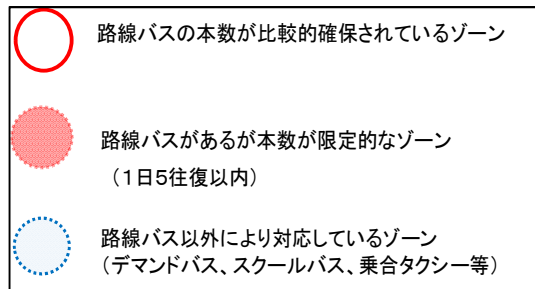 路線バスの本数が比較的確保されているゾーン
路線バスがあるが本数が限定的なゾーン
（１日５往復以内）
路線バス以外により対応しているゾーン
（デマンドバス、スクールバス、乗合タクシー等）